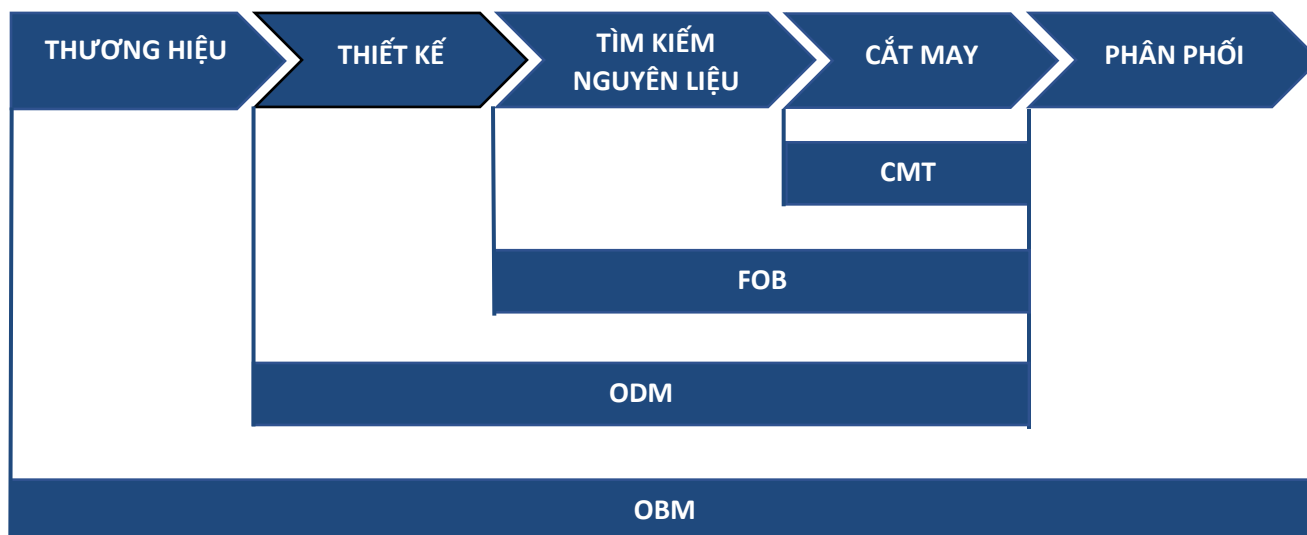 THƯƠNG HIỆU
THIẾT KẾ
TÌM KIẾM
NGUYÊN LIỆU
CẮT MAY
PHÂN PHỐI
CMT
FOB
ODM
OBM